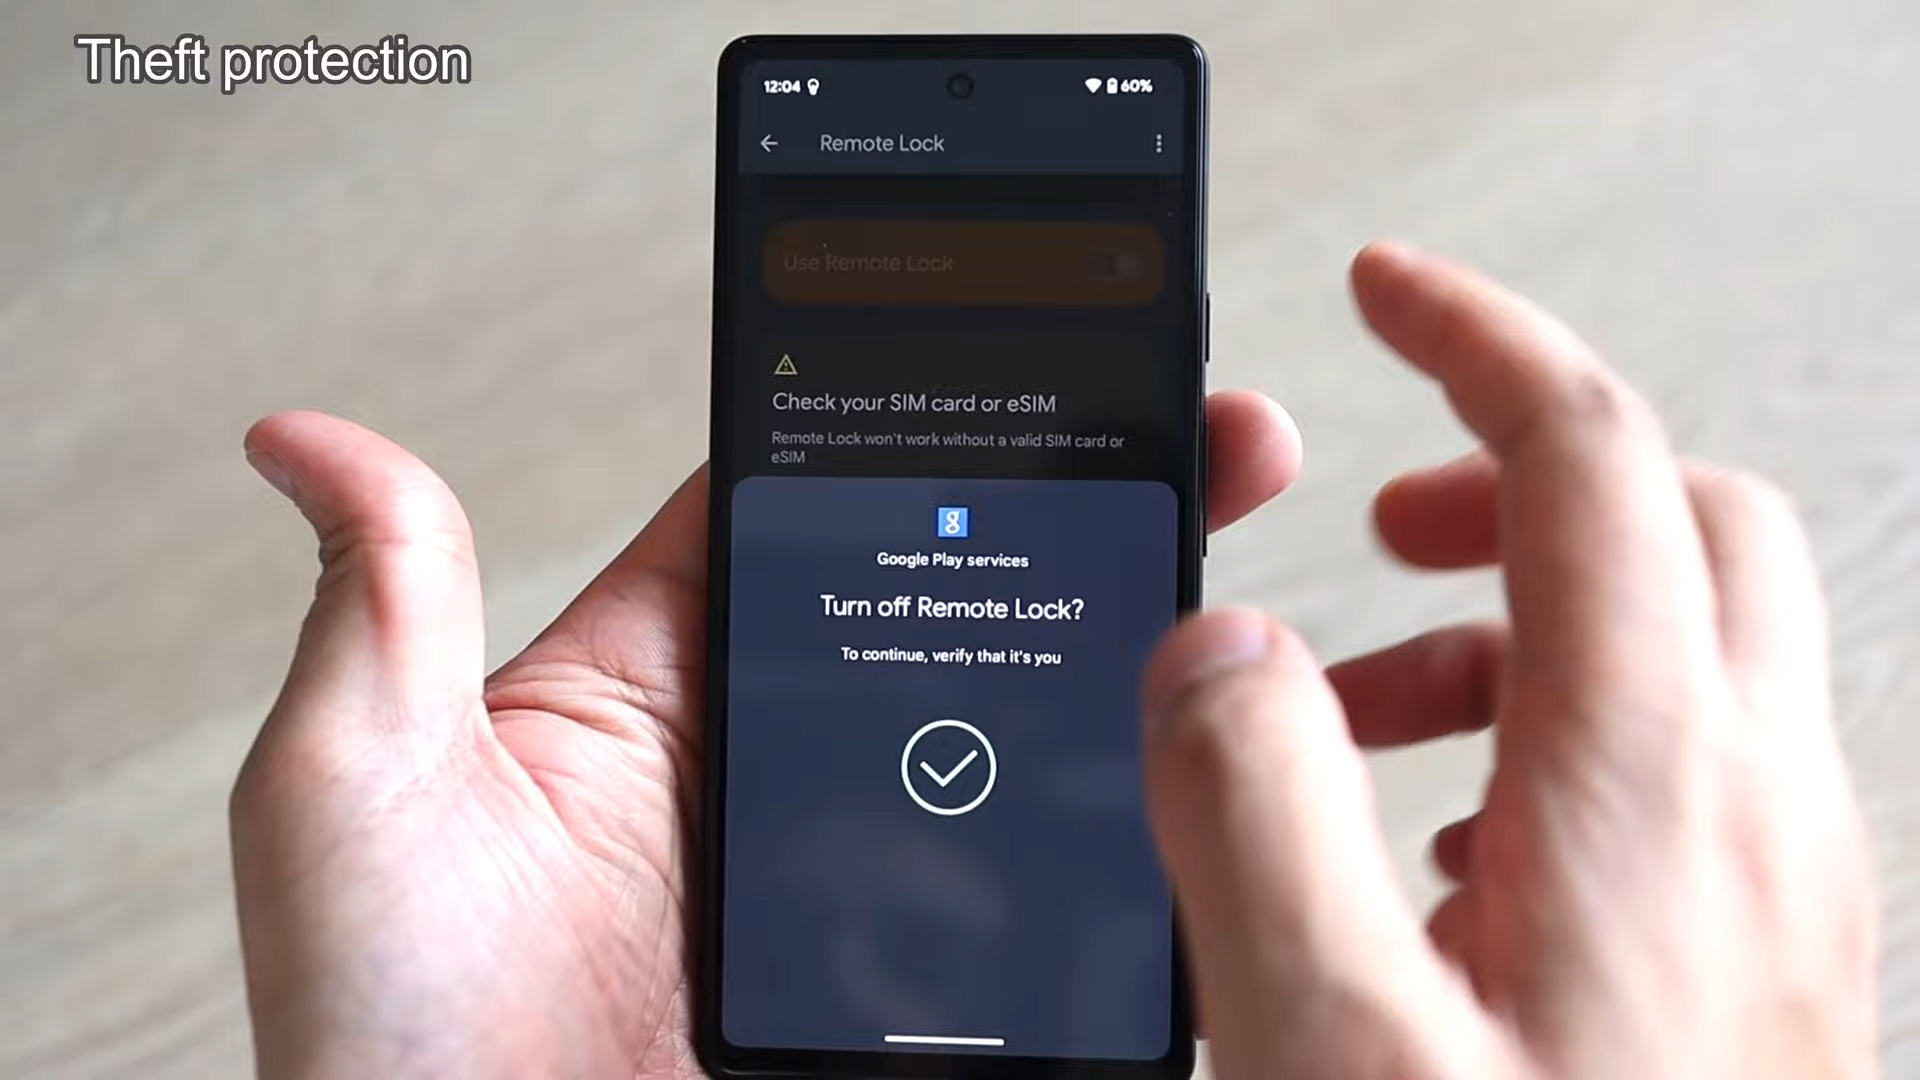 Theft protection
12:04 60%
Remote Lock
Use Remote Lock
Check your SIM card or eSIM
Remote Lock won't work without a valid SIM card or
eSIM
g
Google Play services
Turn off Remote Lock?
To continue, verify that it's you